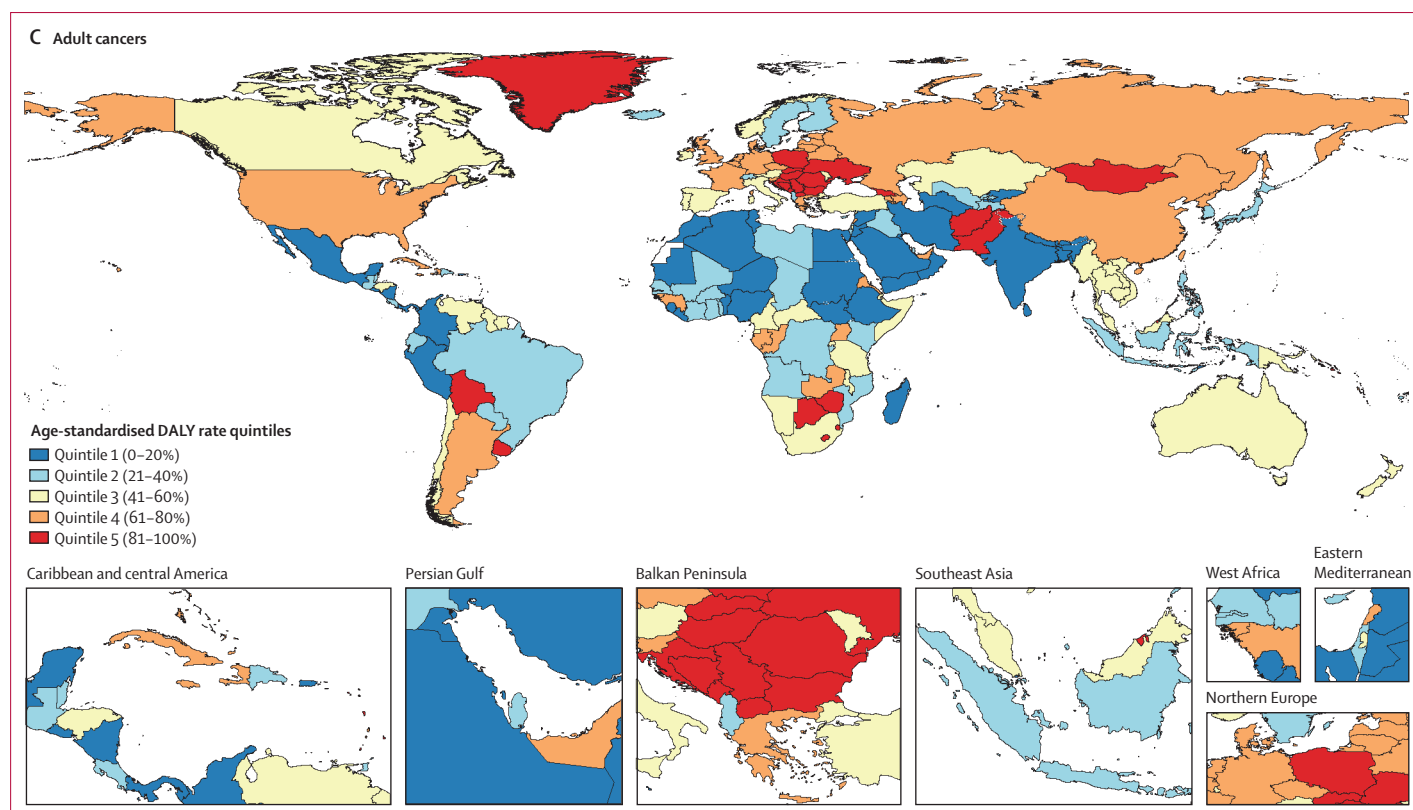 C Adult cancers
Age-standardised DALY rate quintiles
Quintile 1 (0–20%)
Quintile 2 (21–40%)
Quintile 3 (41–60%)
Quintile 4 (61–80%)
Quintile 5 (81–100%)
Caribbean and central America
Persian Gulf
Balkan Peninsula
Southeast Asia
West Africa
Eastern
Mediterranean
Northern Europe